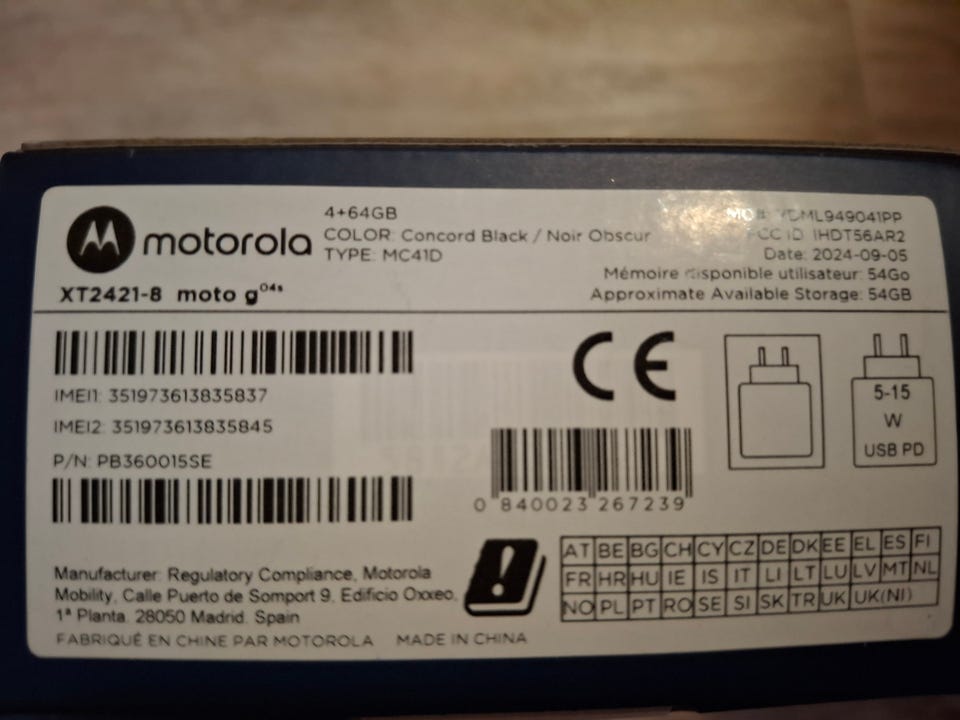 motorola
XT2421-8 moto g04s
4+64GB
COLOR: Concord Black / Noir Obscur
TYPE: MC41D
ML949041PP
FCC ID: IHDT56AR2
Date: 2024-09-05
Mémoire disponible utilisateur: 54Go
Approximate Available Storage: 54GB
IMEI1: 351973613835837
IMEI2: 351973613835845
P/N: PB360015SE
CE
5-15
W
USB PD
0 840023 267239
Manufacturer: Regulatory Compliance, Motorola
Mobility, Calle Puerto de Somport 9, Edificio Oxxeo,
1ª Planta. 28050 Madrid. Spain
FABRIQUÉ EN CHINE PAR MOTOROLA MADE IN CHINA
AT BE BG CH CY CZ DE DK EE EL ES FI
FR HR HU IE IS IT LI LT LU LV MT NL
NO PL PT RO SE SI SK TR UK UK(NI)